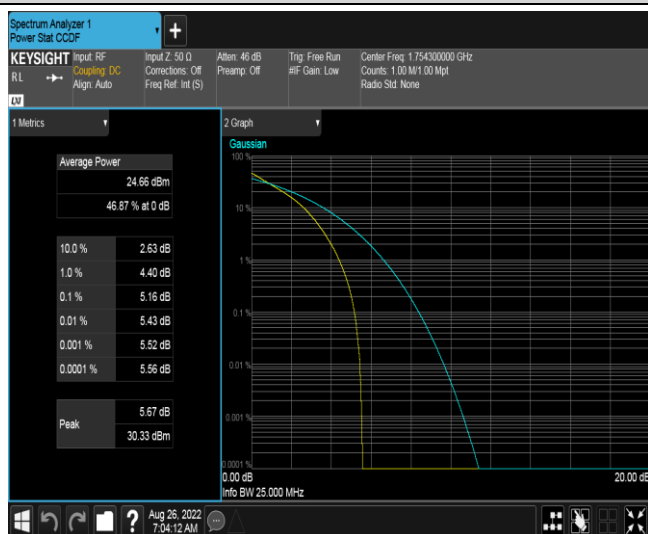 Spectrum Analyzer 1
Power Stat CCDF
KEYSIGHT
RL
LXI
Input: RF
Coupling: DC
Align: Auto
Input Z: 50 Ω
Corrections: Off
Freq Ref: Int (S)
Atten: 46 dB
Preamp: Off
Trig: Free Run
#IF Gain: Low
Center Freq: 1.754300000 GHz
Counts: 1.00 M/1.00 Mpt
Radio Std: None
1 Metrics
Average Power
24.66 dBm
46.87 % at 0 dB
10.0 % 2.63 dB
1.0 % 4.40 dB
0.1 % 5.16 dB
0.01 % 5.43 dB
0.001 % 5.52 dB
0.0001 % 5.56 dB
Peak
5.67 dB
30.33 dBm
2 Graph
Gaussian
100 %
10 %
1 %
0.1 %
0.01 %
0.001 %
0.0001 %
0.00 dB 20.00 dB
Info BW 25.000 MHz
?
Aug 26, 2022
7:04:12 AM